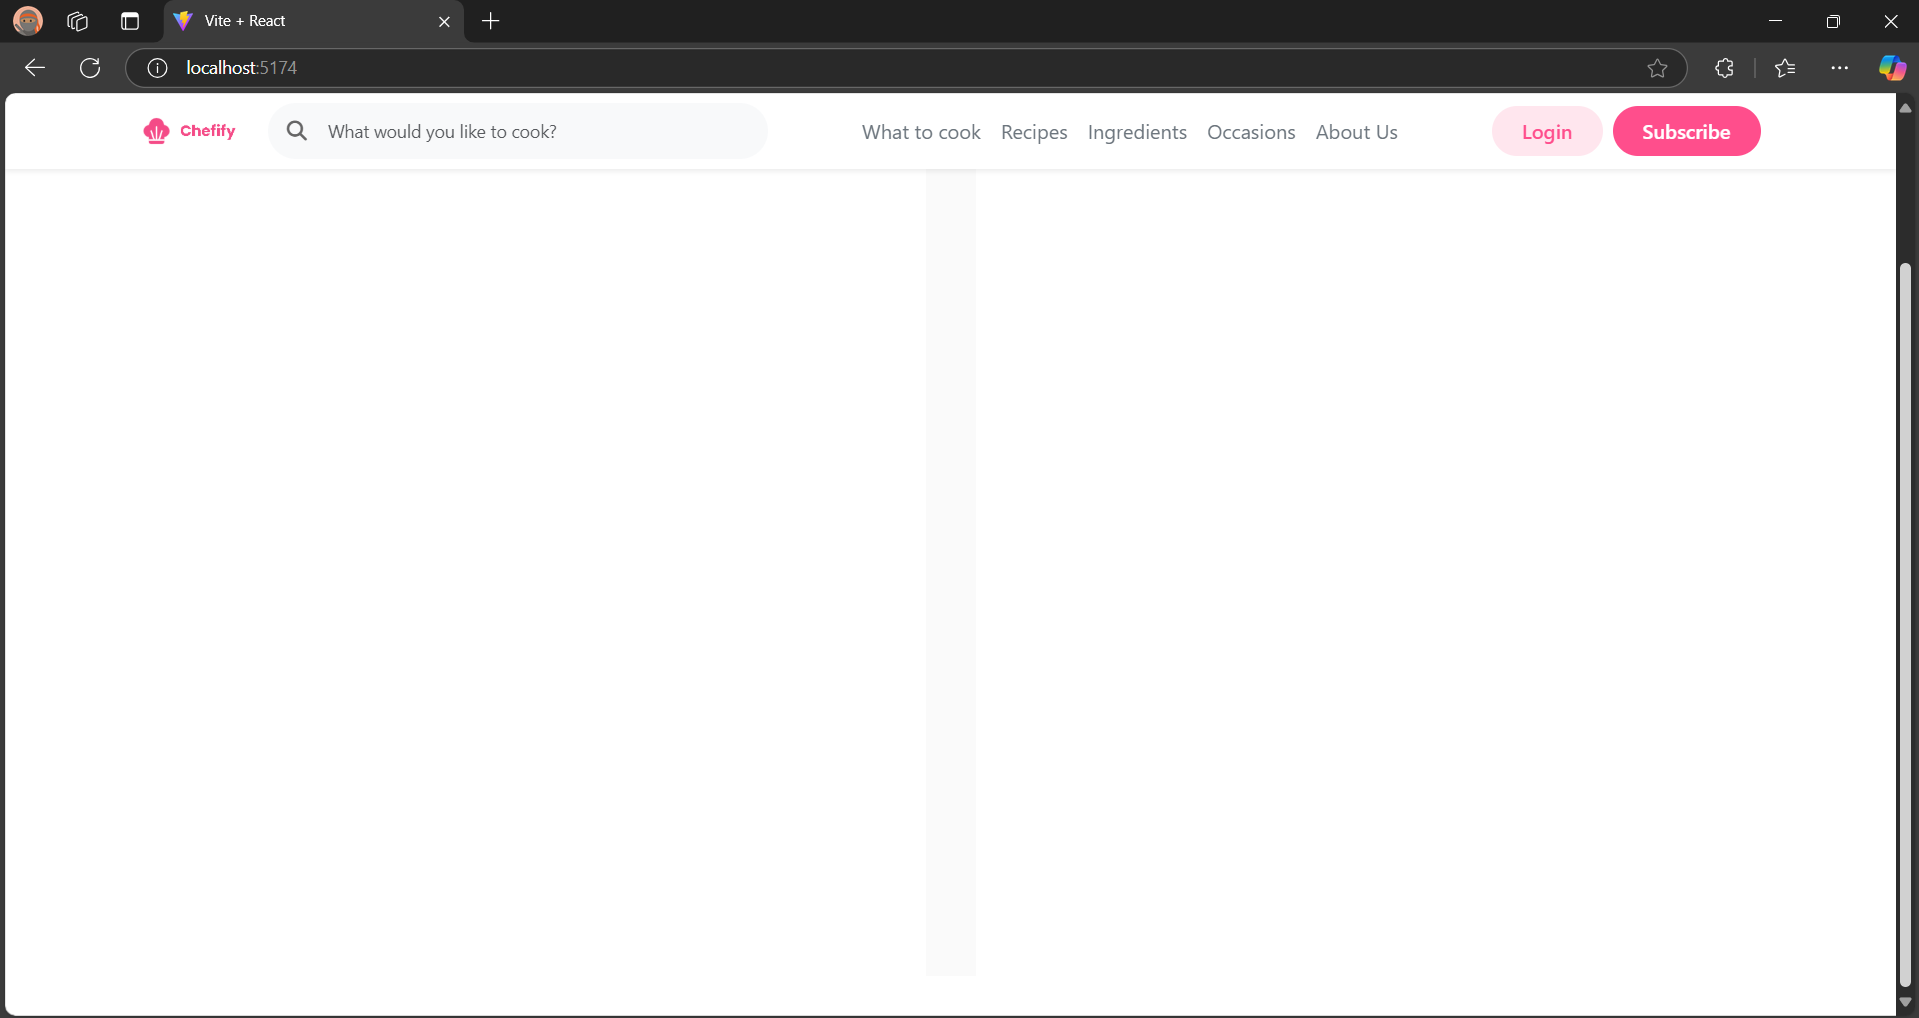 Vite + React
localhost:5174
Chefify
What would you like to cook?
What to cook Recipes Ingredients Occasions About Us
Login
Subscribe